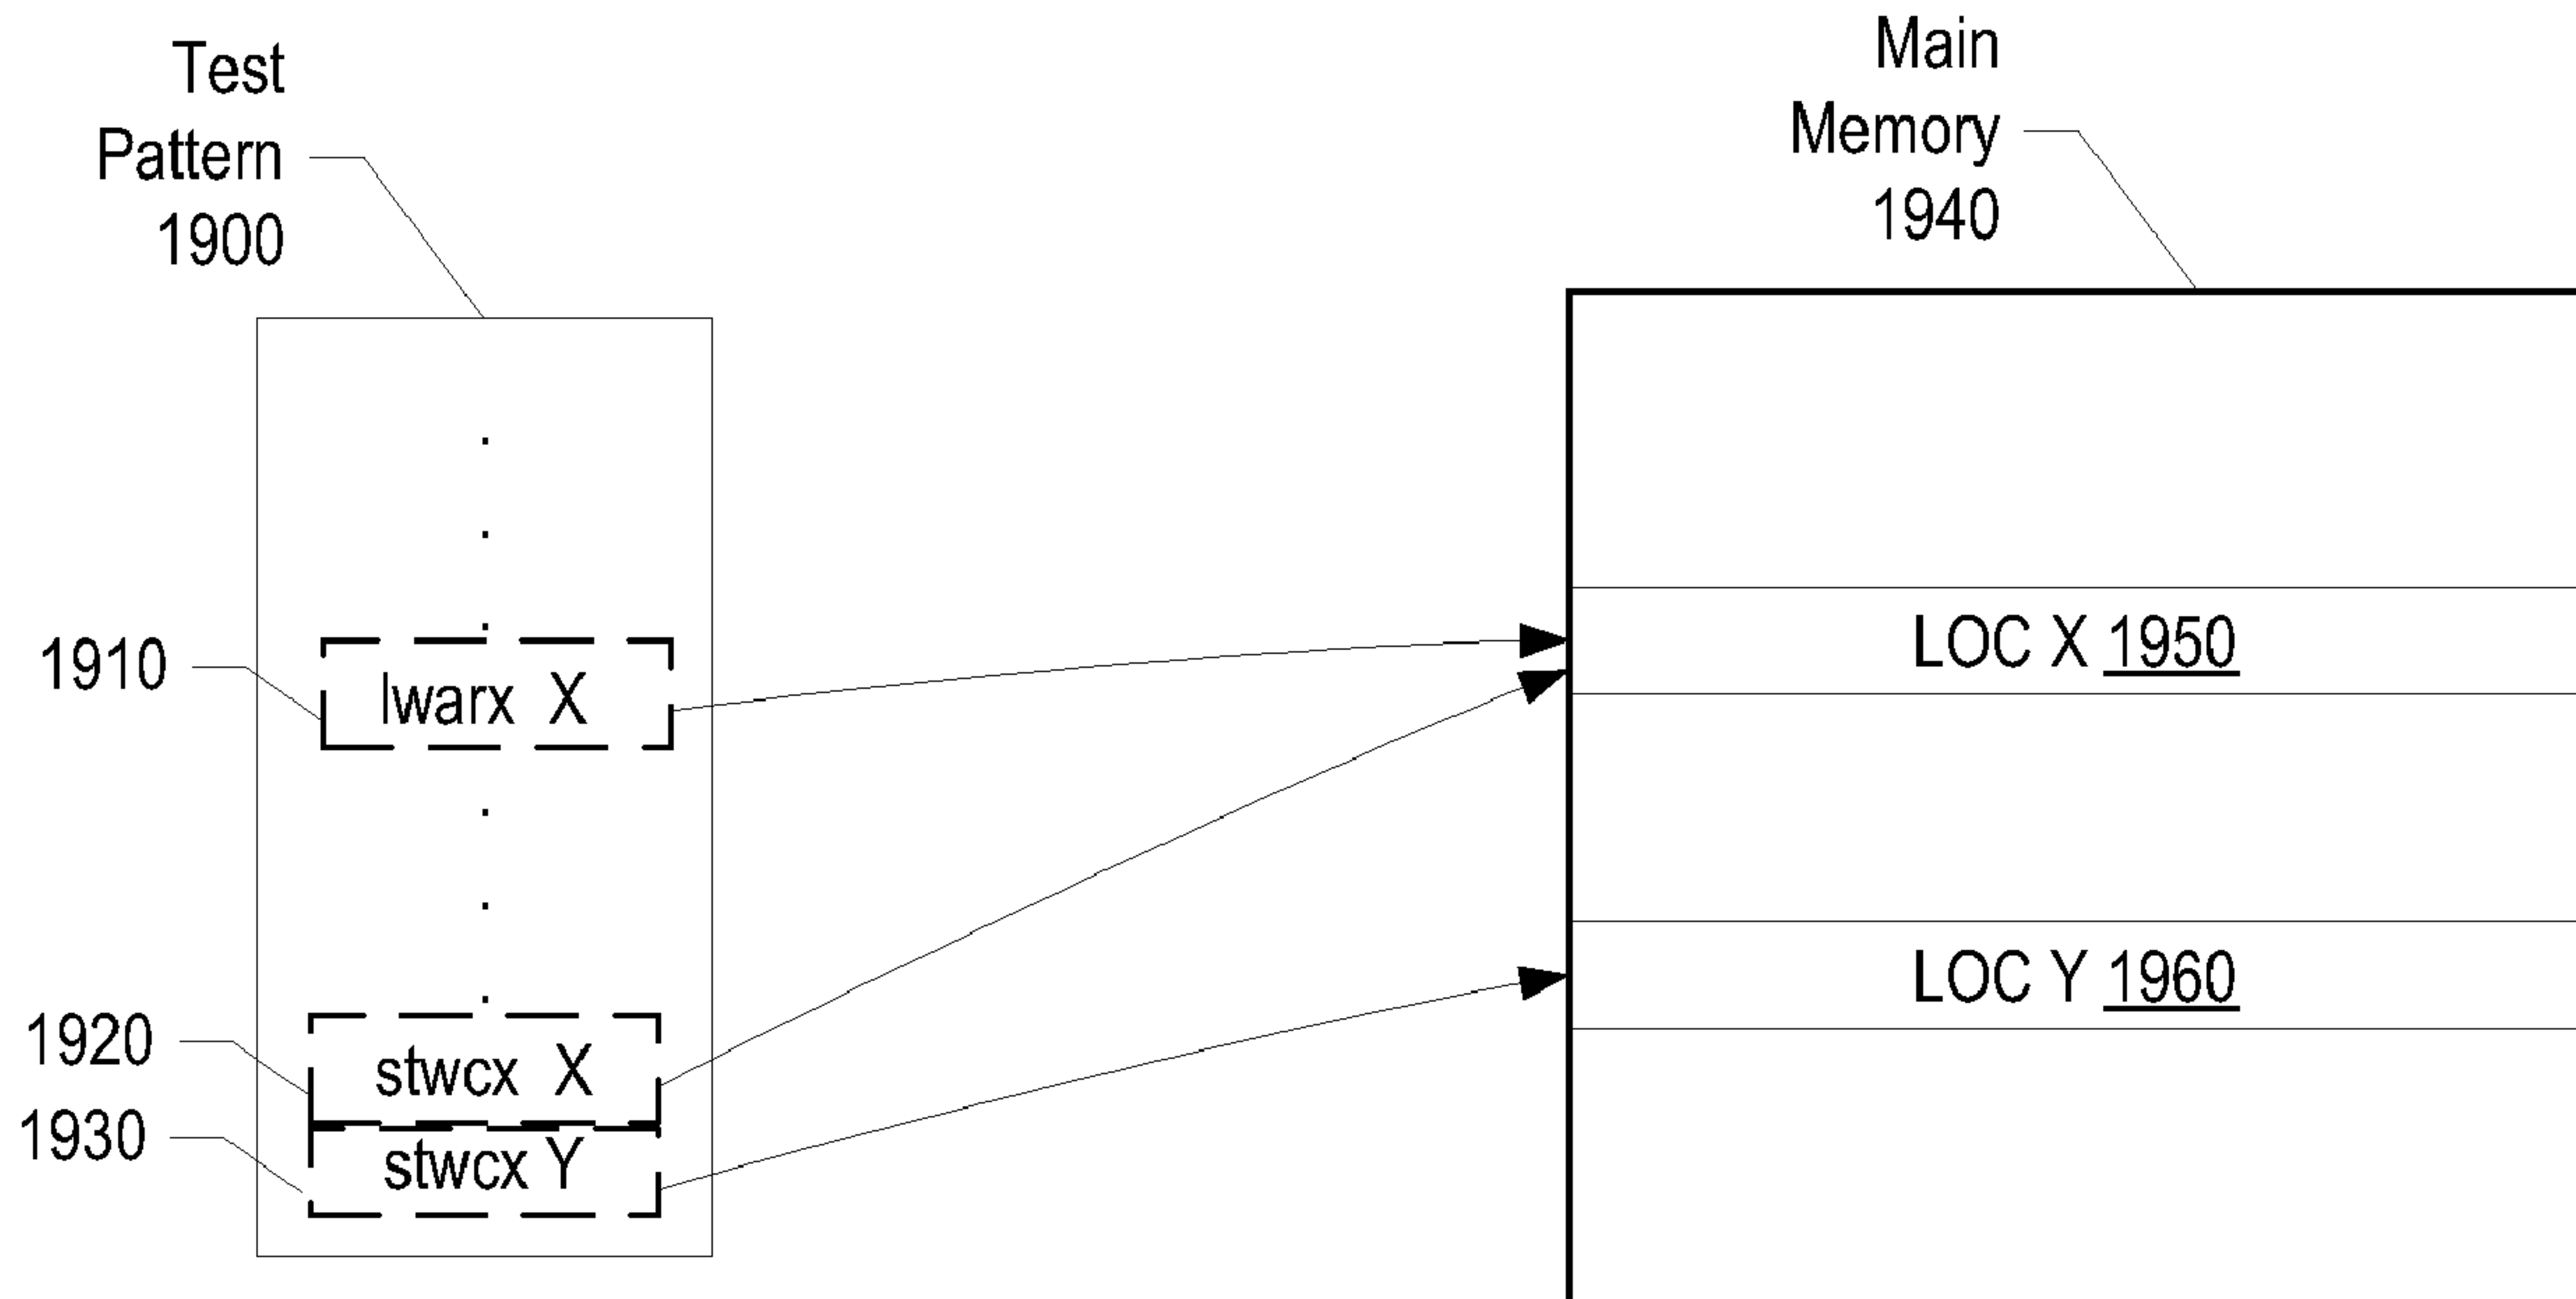 Test
Pattern
1900
Main
Memory
1940
1910
lwarx X
LOC X 1950
1920
stwcx X
1930
stwcx Y
LOC Y 1960